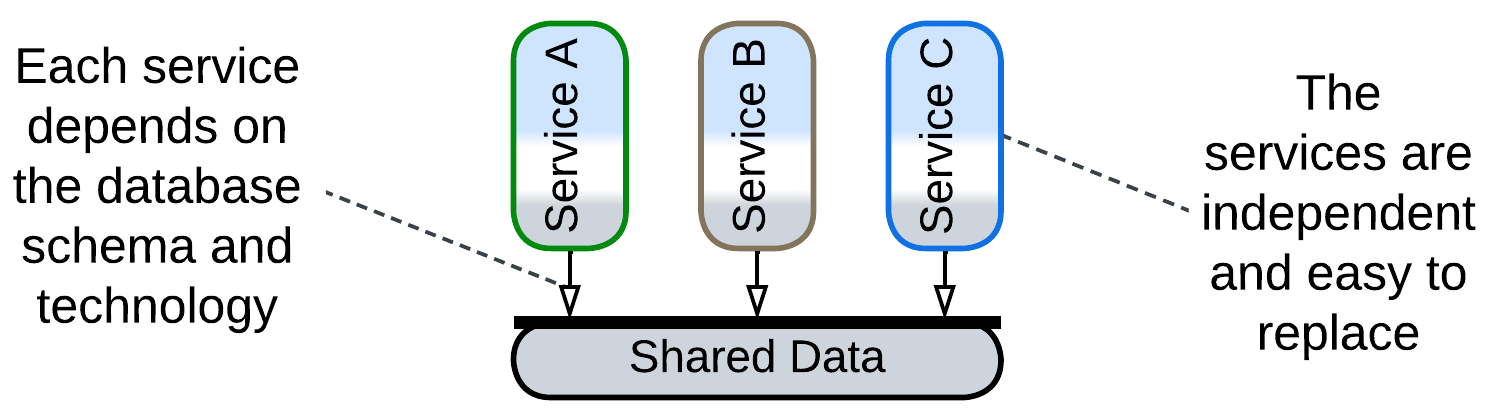 Each service
depends on
the database
schema and
technology
Service A
Service B
Service C
The
services are
independent
and easy to
replace
Shared Data